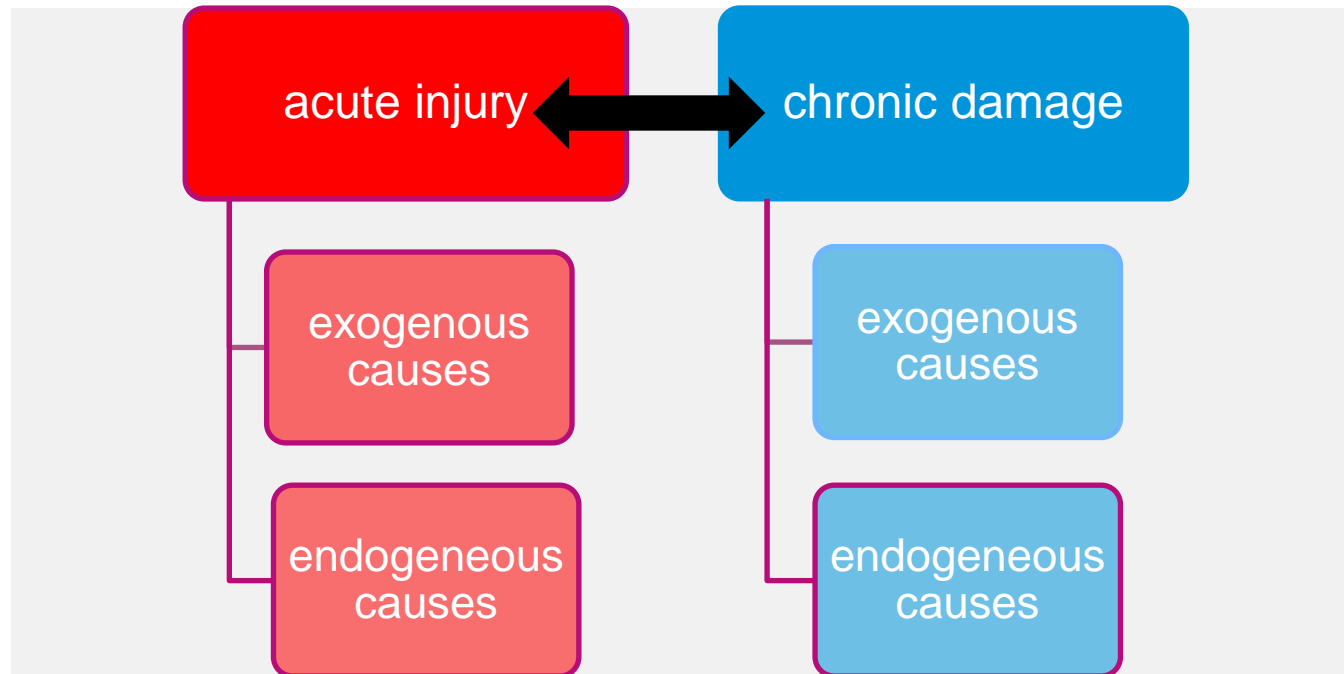 acute injury
chronic damage
exogenous
causes
exogenous
causes
endogeneous
causes
endogeneous
causes